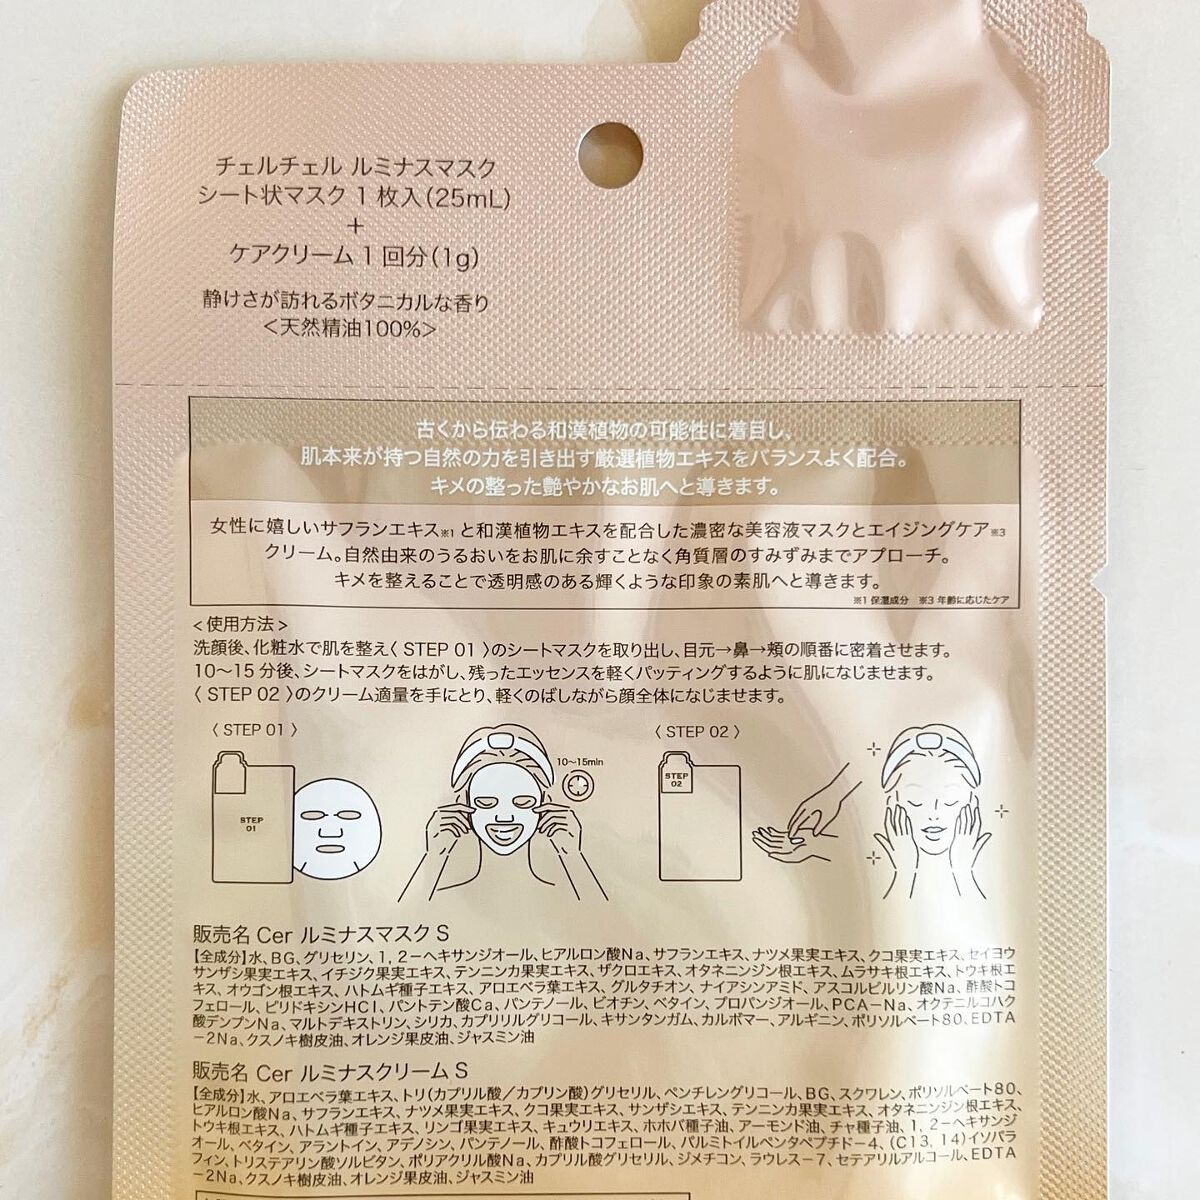 チェルチェル ルミナスマスク
シート状マスク 1 枚入(25mL)
+
ケアクリーム 1 回分(1g)
静けさが訪れるボタニカルな香り
<天然精油100%>
古くから伝わる和漢植物の可能性に着目し、
肌本来が持つ自然の力を引き出す厳選植物エキスをバランスよく配合。
キメの整った艶やかなお肌へと導きます。
女性に嬉しいサフランエキス※1 と和漢植物エキスを配合した濃密な美容液マスクとエイジングケア※3
クリーム。自然由来のうるおいをお肌に余すことなく角質層のすみずみまでアプローチ。
キメを整えることで透明感のある輝くような印象の素肌へと導きます。
※1 保湿成分 ※3 年齢に応じたケア
<使用方法>
洗顔後、化粧水で肌を整え〈 STEP 01 〉のシートマスクを取り出し、目元→鼻→頬の順番に密着させます。
10〜15 分後、シートマスクをはがし、残ったエッセンスを軽くパッティングするように肌になじませます。
〈 STEP 02 〉のクリーム適量を手にとり、軽くのばしながら顔全体になじませます。
〈 STEP 01 〉
〈 STEP 02 〉
10〜15min
STEP
01
STEP
02
販売名 Cer ルミナスマスク S
【全成分】水、BG、グリセリン、1, 2-ヘキサンジオール、ヒアルロン酸Na、サフランエキス、ナツメ果実エキス、クコ果実エキス、セイヨウ
サンザシ果実エキス、イチジク果実エキス、テンニンカ果実エキス、ザクロエキス、オタネニンジン根エキス、ムラサキ根エキス、トウキ根エ
キス、オウゴン根エキス、ハトムギ種子エキス、アロエベラ葉エキス、グルタチオン、ナイアシンアミド、アスコルビルリン酸Na、酢酸トコ
フェロール、ピリドキシンHCl、パントテン酸Ca、パンテノール、ビオチン、ベタイン、プロパンジオール、PCA-Na、オクテニルコハク
酸デンプンNa、マルトデキストリン、シリカ、カプリリルグリコール、キサンタンガム、カルボマー、アルギニン、ポリソルベート80、EDTA
-2Na、クスノキ樹皮油、オレンジ果皮油、ジャスミン油
販売名 Cer ルミナスクリーム S
【全成分】水、アロエベラ葉エキス、トリ(カプリル酸/カプリン酸)グリセリル、ペンチレングリコール、BG、スクワレン、ポリソルベート80、
ヒアルロン酸Na、サフランエキス、ナツメ果実エキス、クコ果実エキス、サンザシエキス、テンニンカ果実エキス、オタネニンジン根エキス、
トウキ根エキス、ハトムギ種子エキス、リンゴ果実エキス、キュウリエキス、ホホバ種子油、アーモンド油、チャ種子油、1, 2-ヘキサンジ
オール、ベタイン、アラントイン、アデノシン、パンテノール、酢酸トコフェロール、パルミトイルペンタペプチド-4、(C13, 14)イソパラ
フィン、トリステアリン酸ソルビタン、ポリアクリル酸Na、カプリル酸グリセリル、ジメチコン、ラウレス-7、セテアリルアルコール、EDTA
-2Na、クスノキ樹皮油、オレンジ果皮油、ジャスミン油